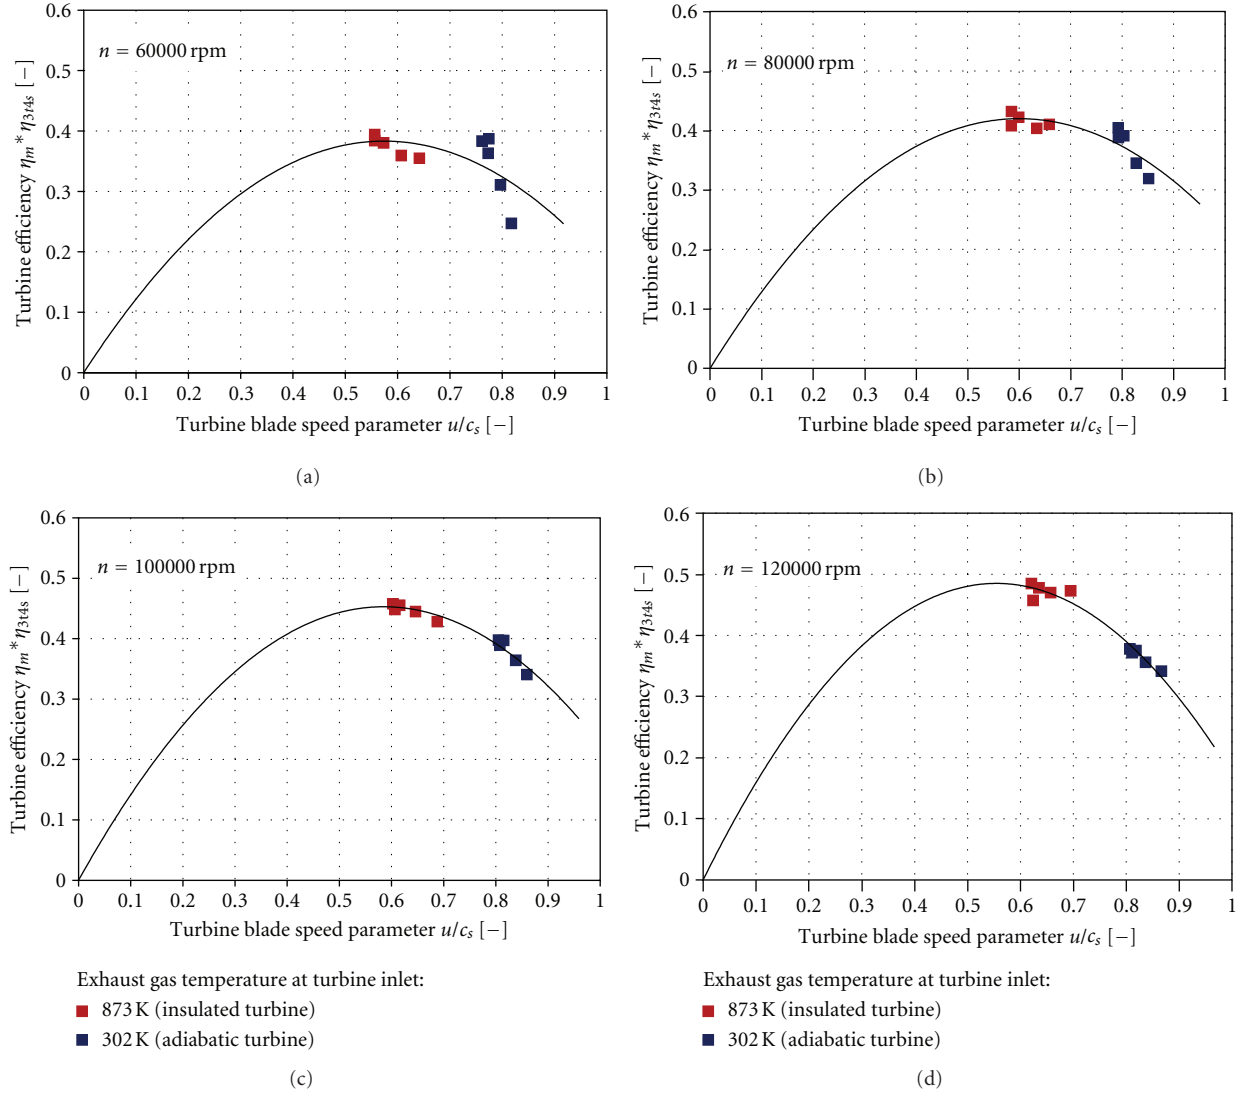 0.6
0.5
0.4
0.3
0.2
0.1
0
n = 60000 rpm
Turbine efficiency ηm * η3t4s [−]
0 0.1 0.2 0.3 0.4 0.5 0.6 0.7 0.8 0.9 1
Turbine blade speed parameter u/cs [−]
(a)
0.6
0.5
0.4
0.3
0.2
0.1
0
n = 80000 rpm
Turbine efficiency ηm * η3t4s [−]
0 0.1 0.2 0.3 0.4 0.5 0.6 0.7 0.8 0.9 1
Turbine blade speed parameter u/cs [−]
(b)
0.6
0.5
0.4
0.3
0.2
0.1
0
n = 100000 rpm
Turbine efficiency ηm * η3t4s [−]
0 0.1 0.2 0.3 0.4 0.5 0.6 0.7 0.8 0.9 1
Turbine blade speed parameter u/cs [−]
Exhaust gas temperature at turbine inlet:
873 K (insulated turbine)
302 K (adiabatic turbine)
(c)
0.6
0.5
0.4
0.3
0.2
0.1
0
n = 120000 rpm
Turbine efficiency ηm * η3t4s [−]
0 0.1 0.2 0.3 0.4 0.5 0.6 0.7 0.8 0.9 1
Turbine blade speed parameter u/cs [−]
Exhaust gas temperature at turbine inlet:
873 K (insulated turbine)
302 K (adiabatic turbine)
(d)